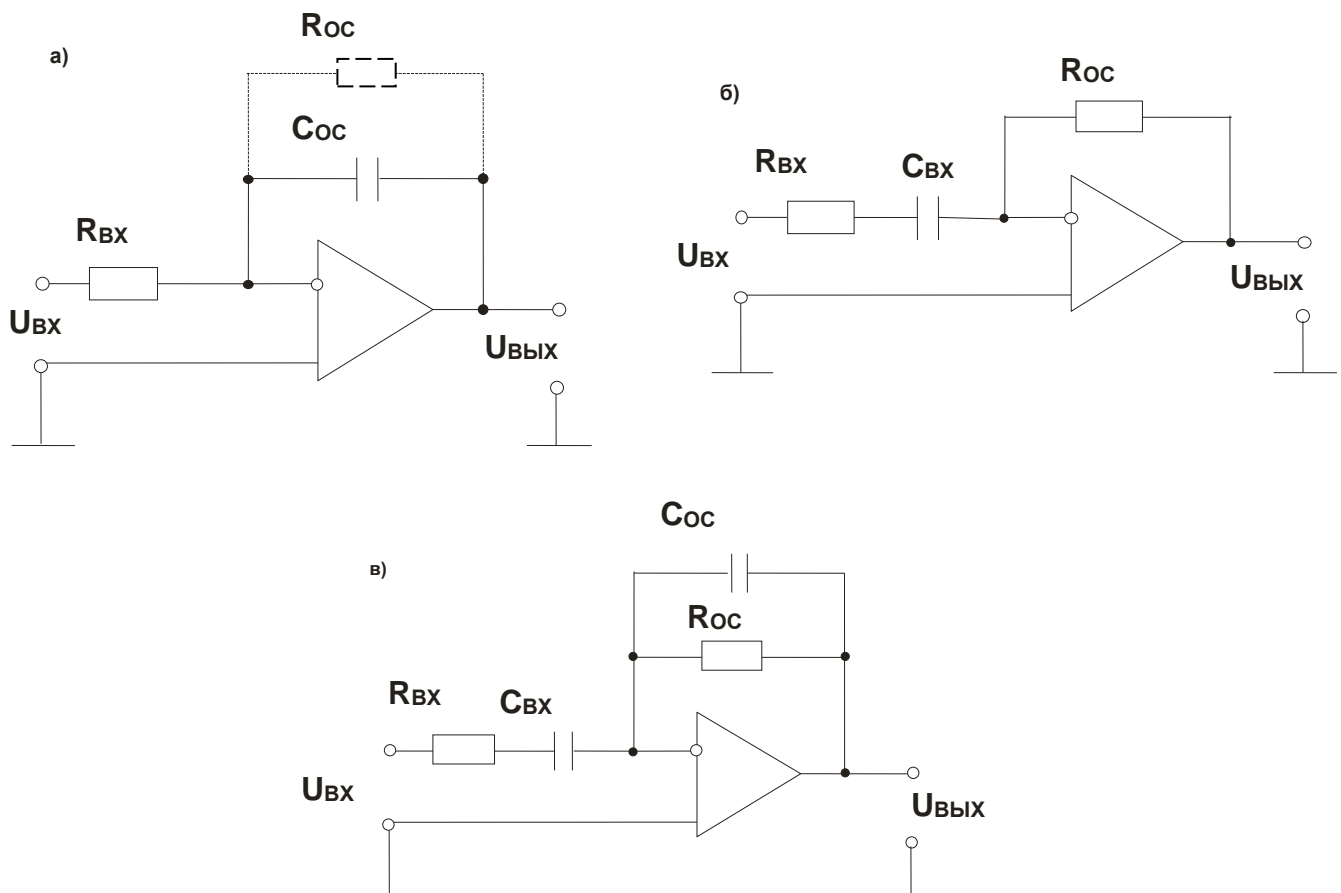 а)
Rос
Cос
Rвх
Uвх
Uвых
б)
Rос
Rвх
Cвх
Uвх
Uвых
в)
Cос
Rос
Rвх
Cвх
Uвх
Uвых